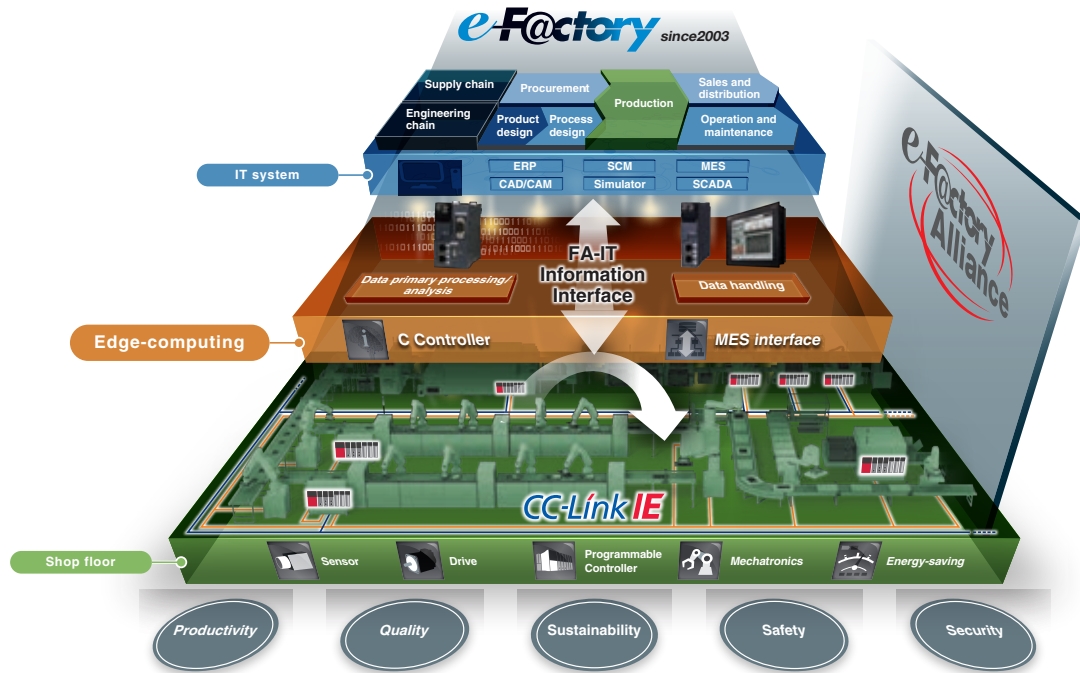 e-F@ctory since2003
Supply chain
Procurement
Production
Sales and
distribution
Engineering
chain
Product
design
Process
design
Operation and
maintenance
IT system
ERP
SCM
MES
CAD/CAM
Simulator
SCADA
e-F@ctory
Alliance
FA-IT
Information
Interface
Data primary processing/
analysis
Data handling
Edge-computing
C Controller
MES interface
CC-Link IE
Shop floor
Sensor
Drive
Programmable
Controller
Mechatronics
Energy-saving
Productivity
Quality
Sustainability
Safety
Security